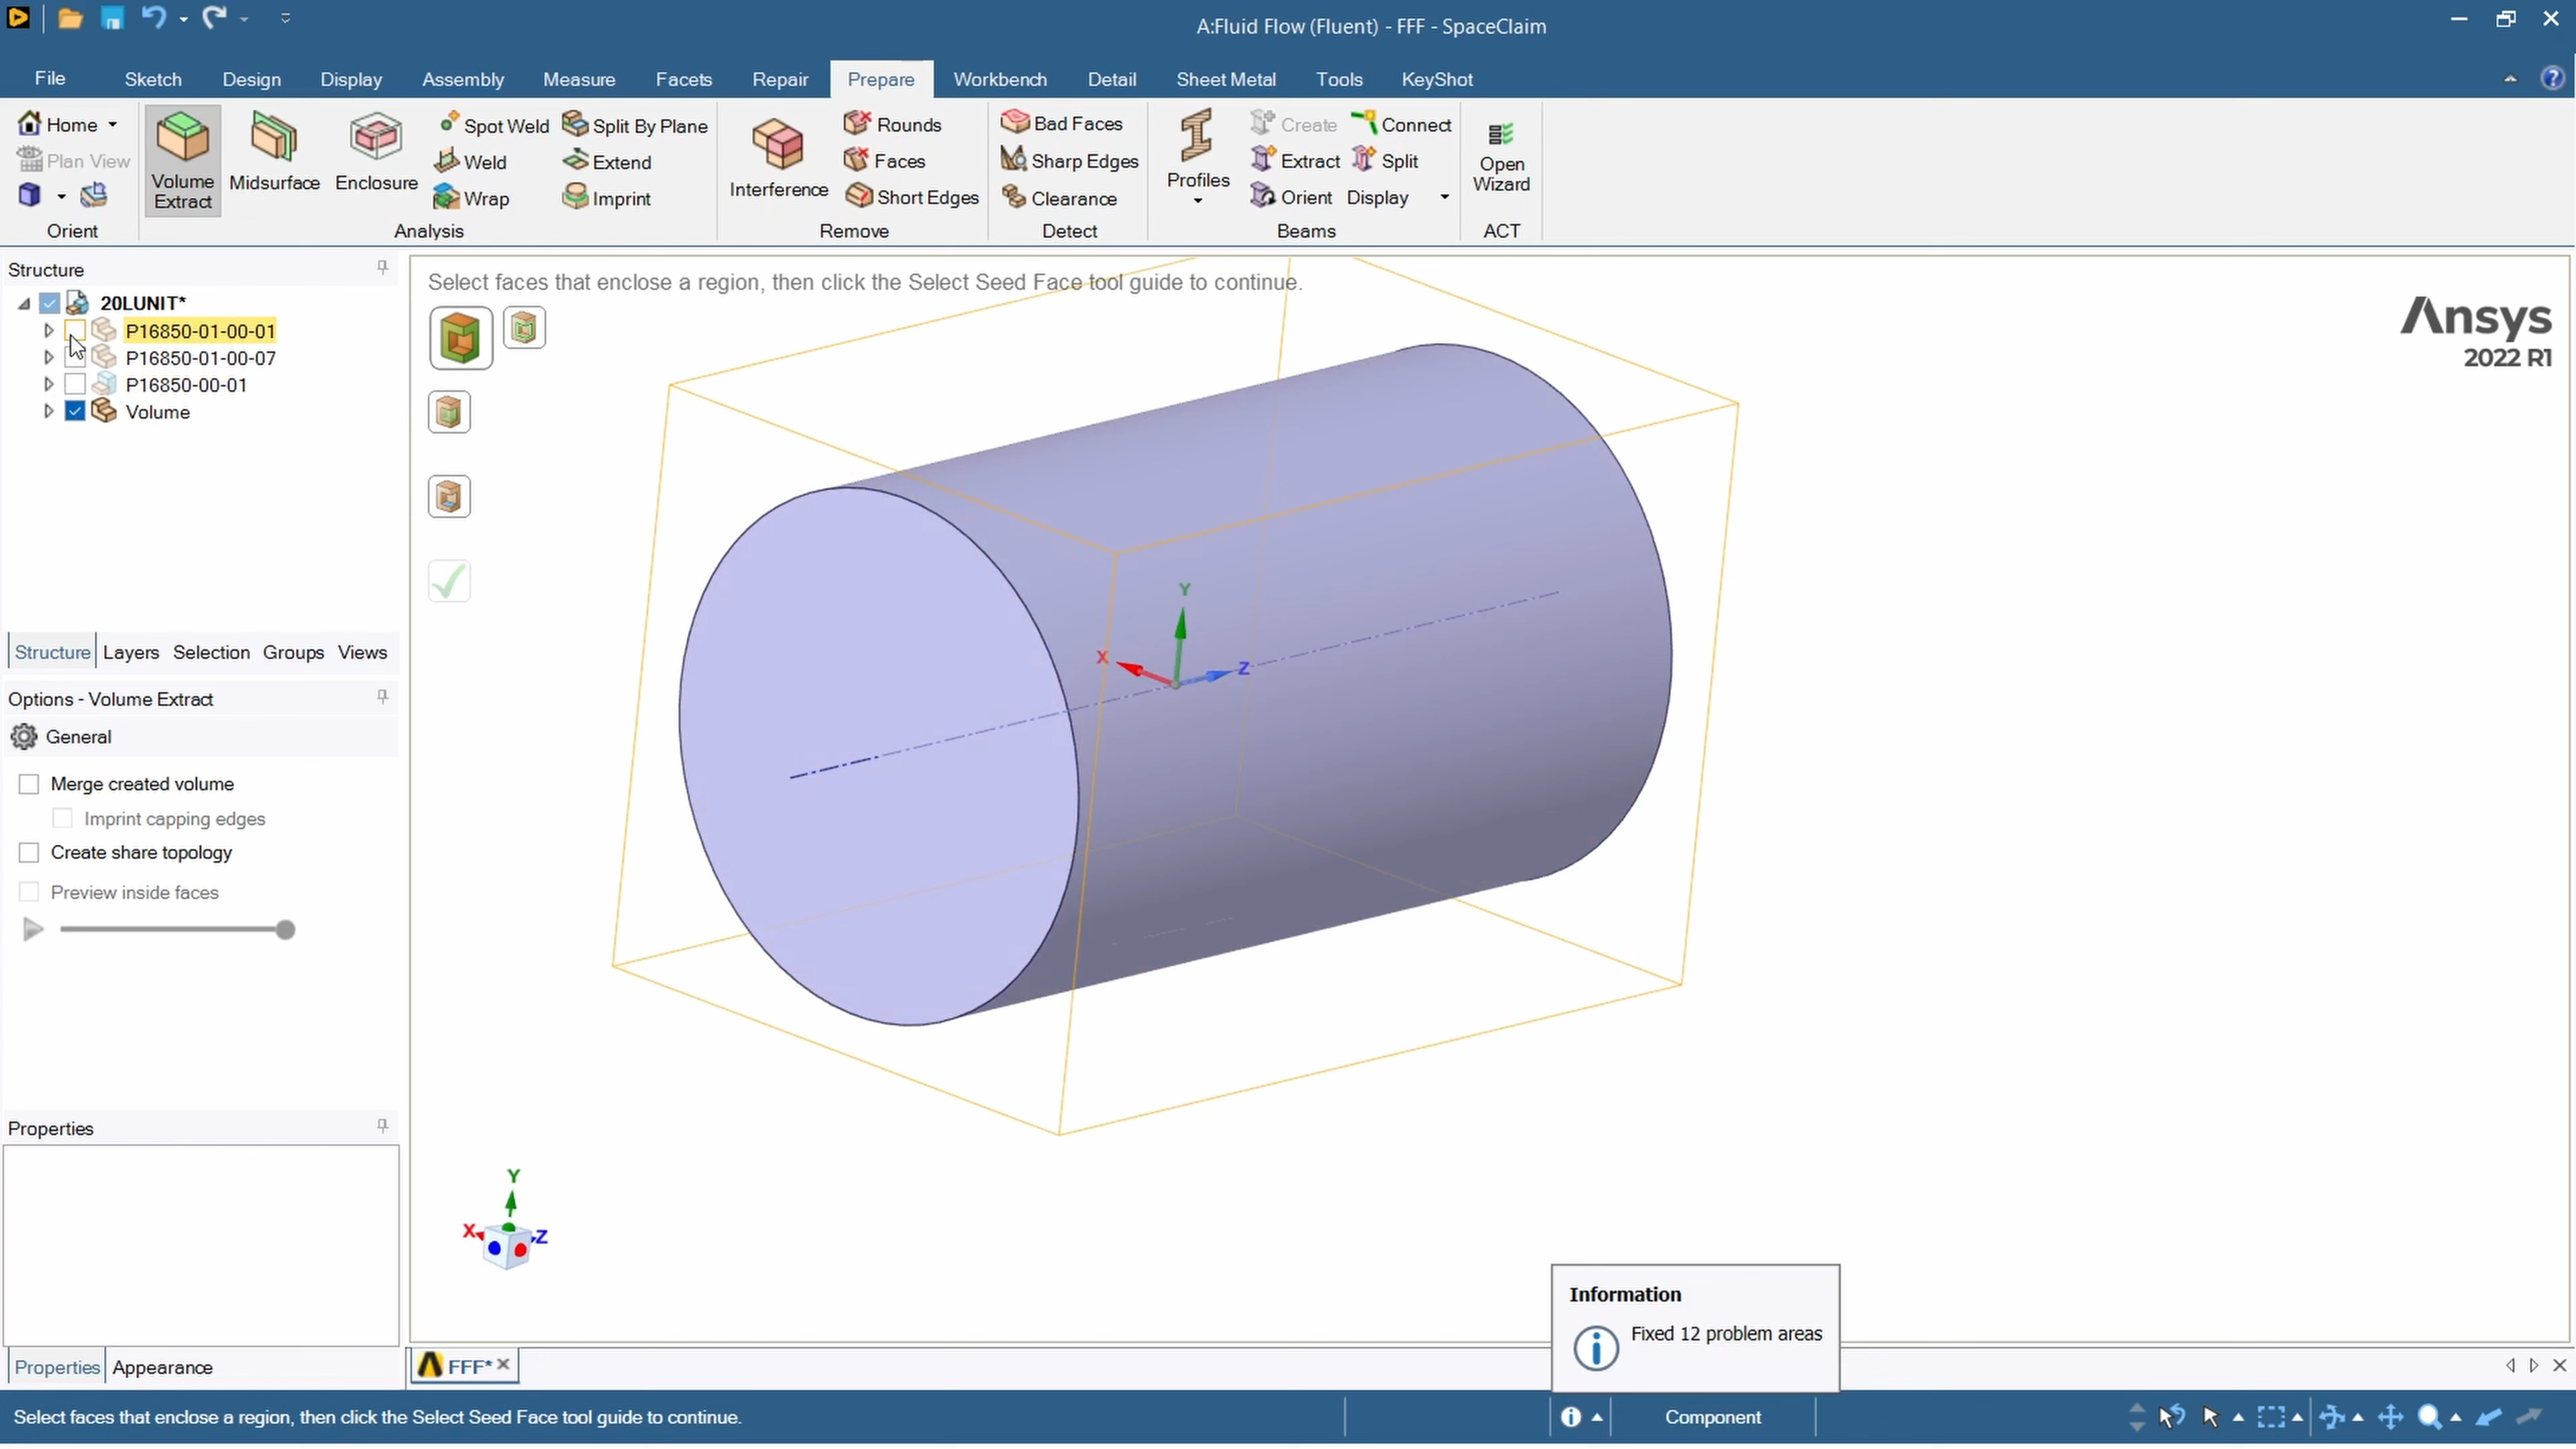 A:Fluid Flow (Fluent) - FFF - SpaceClaim
File Sketch Design Display Assembly Measure Facets Repair Prepare Workbench Detail Sheet Metal Tools KeyShot
Home
Plan View
Orient
Volume Extract
Midsurface
Enclosure
Spot Weld
Weld
Wrap
Split By Plane
Extend
Imprint
Analysis
Interference
Rounds
Faces
Short Edges
Remove
Bad Faces
Sharp Edges
Clearance
Detect
Profiles
Create
Extract
Orient
Connect
Split
Display
Beams
Open Wizard
ACT
Structure
20LUNIT*
P16850-01-00-01
P16850-01-00-07
P16850-00-01
Volume
Structure Layers Selection Groups Views
Options - Volume Extract
General
Merge created volume
Imprint capping edges
Create share topology
Preview inside faces
Properties
Properties Appearance
Select faces that enclose a region, then click the Select Seed Face tool guide to continue.
Ansys
2022 R1
Y
X
Z
Y
X
Z
Information
Fixed 12 problem areas
FFF*
Select faces that enclose a region, then click the Select Seed Face tool guide to continue.
Component